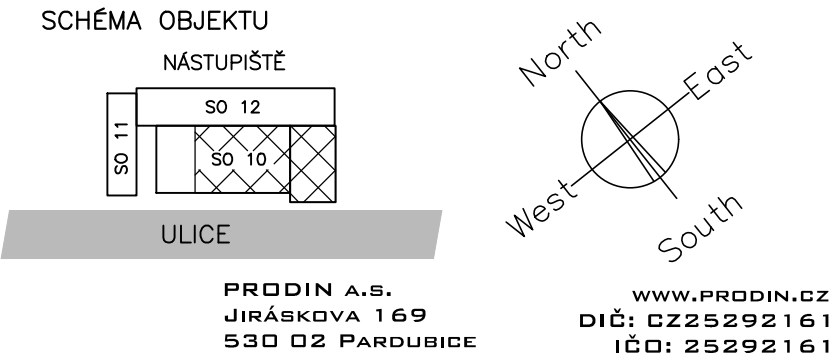 SCHÉMA OBJEKTU
NÁSTUPIŠTĚ
SO 12
SO 11
SO 10
ULICE
North
East
West
South
PRODIN A.S.
JIRÁSKOVA 169
530 02 PARDUBICE
WWW.PRODIN.CZ
DIČ: CZ25292161
IČO: 25292161